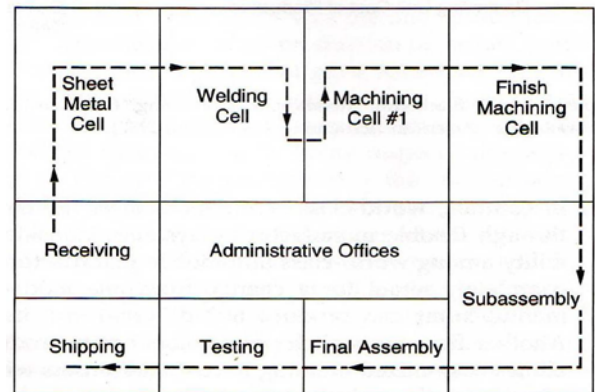 Sheet
Metal
Cell
Welding
Cell
Machining
Cell #1
Finish
Machining
Cell
Receiving
Administrative Offices
Subassembly
Shipping
Testing
Final Assembly